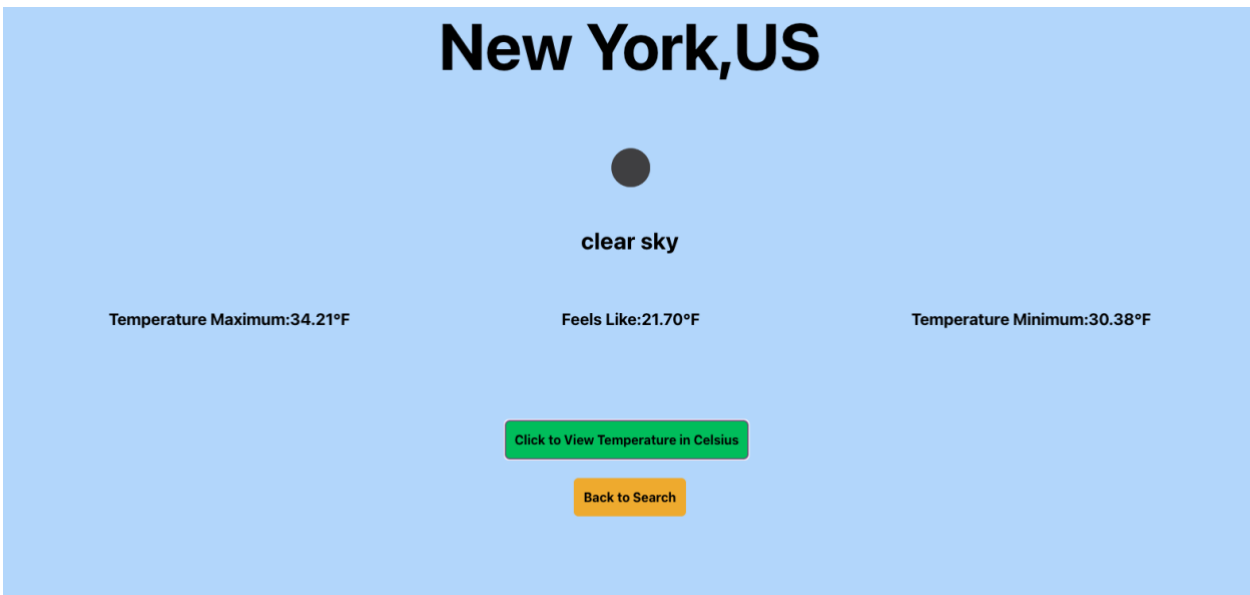 New York,US
clear sky
Temperature Maximum:34.21°F
Feels Like:21.70°F
Temperature Minimum:30.38°F
Click to View Temperature in Celsius
Back to Search